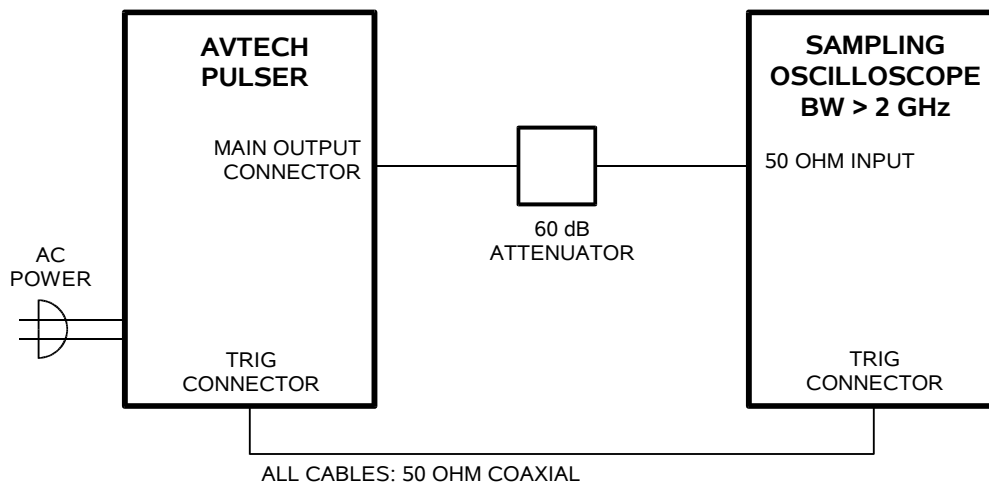 AVTECH
PULSER
MAIN OUTPUT
CONNECTOR
AC
POWER
TRIG
CONNECTOR
60 dB
ATTENUATOR
SAMPLING
OSCILLOSCOPE
BW > 2 GHz
50 OHM INPUT
TRIG
CONNECTOR
ALL CABLES: 50 OHM COAXIAL